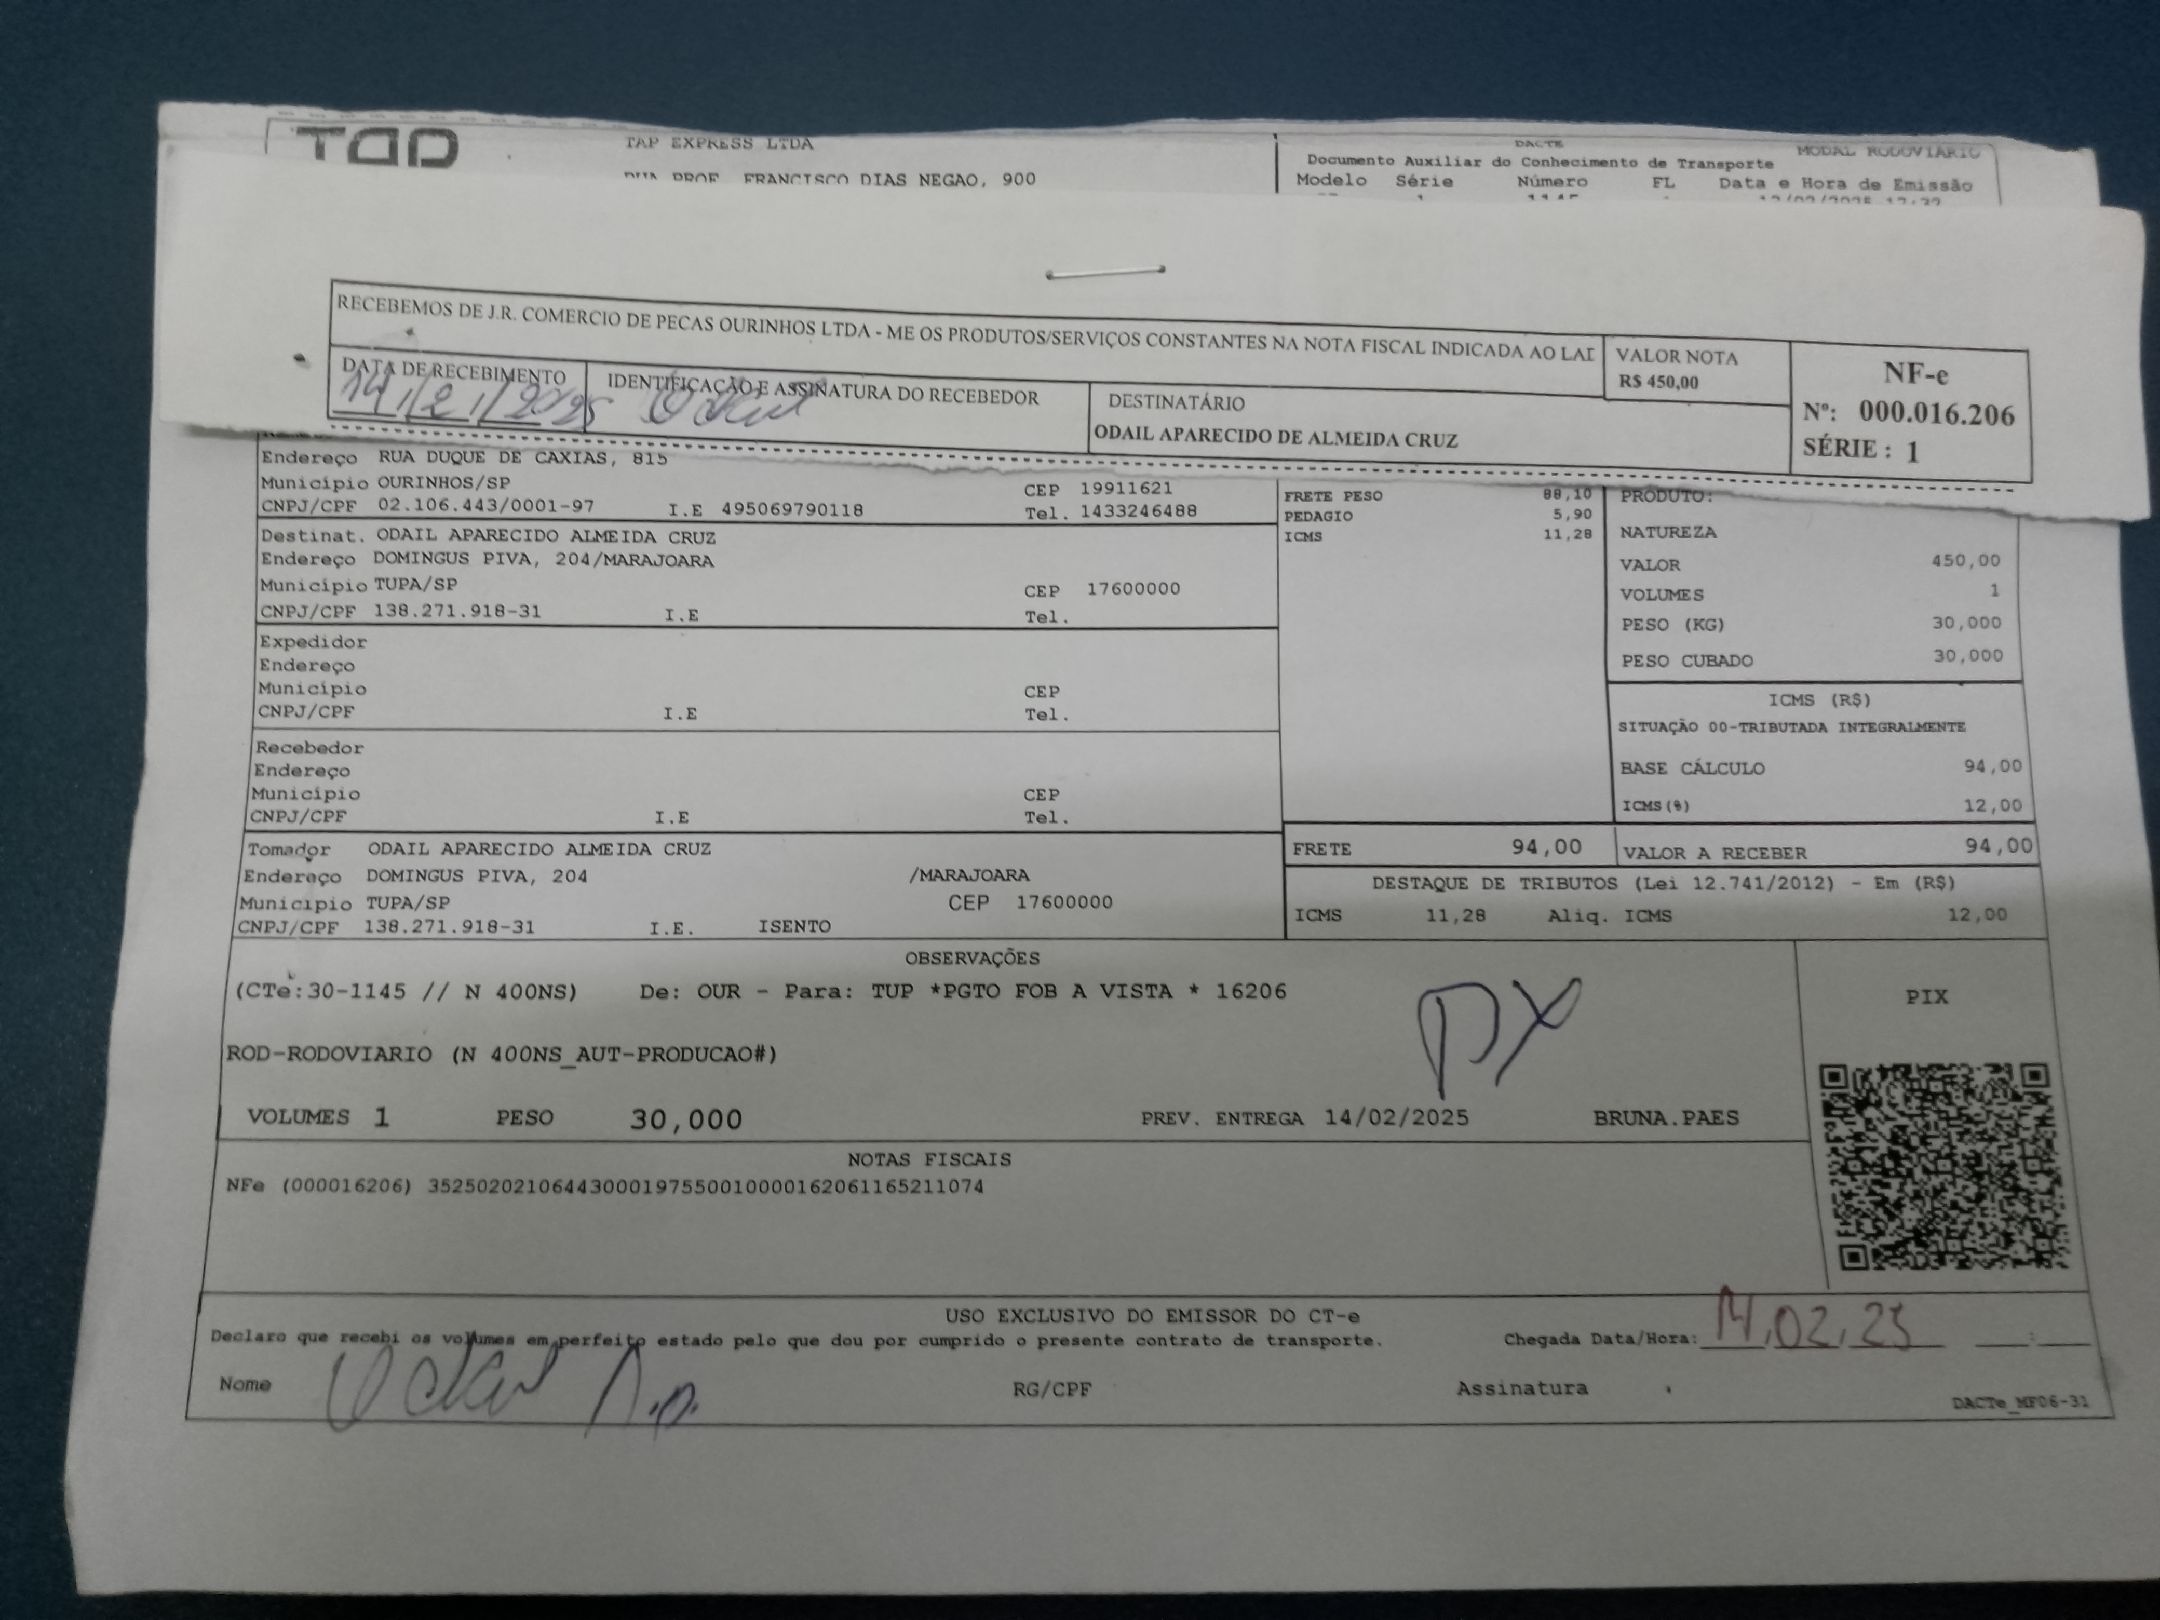 TAP
TAP EXPRESS LTDA
RUA PROF. FRANCISCO DIAS NEGAO, 900
DACTE
MODAL RODOVIARIO
Documento Auxiliar do Conhecimento de Transporte
Modelo Série Número FL Data e Hora de Emissão
RECEBEMOS DE J.R. COMERCIO DE PECAS OURINHOS LTDA - ME OS PRODUTOS/SERVIÇOS CONSTANTES NA NOTA FISCAL INDICADA AO LAD
VALOR NOTA
R$ 450,00
NF-e
Nº: 000.016.206
SÉRIE : 1
DATA DE RECEBIMENTO
14/2/2025
IDENTIFICAÇÃO E ASSINATURA DO RECEBEDOR
Odail
DESTINATÁRIO
ODAIL APARECIDO DE ALMEIDA CRUZ
Endereço RUA DUQUE DE CAXIAS, 815
Município OURINHOS/SP CEP 19911621
CNPJ/CPF 02.106.443/0001-97 I.E 495069790118 Tel. 1433246488
Destinat. ODAIL APARECIDO ALMEIDA CRUZ
Endereço DOMINGUS PIVA, 204/MARAJOARA
Município TUPA/SP CEP 17600000
CNPJ/CPF 138.271.918-31 I.E Tel.
Expedidor
Endereço
Município CEP
CNPJ/CPF I.E Tel.
Recebedor
Endereço
Município CEP
CNPJ/CPF I.E Tel.
Tomador ODAIL APARECIDO ALMEIDA CRUZ
Endereço DOMINGUS PIVA, 204 /MARAJOARA
Município TUPA/SP CEP 17600000
CNPJ/CPF 138.271.918-31 I.E. ISENTO
FRETE PESO 88,10
PEDAGIO 5,90
ICMS 11,28
PRODUTO:
NATUREZA
VALOR 450,00
VOLUMES 1
PESO (KG) 30,000
PESO CUBADO 30,000
ICMS (R$)
SITUAÇÃO 00-TRIBUTADA INTEGRALMENTE
BASE CÁLCULO 94,00
ICMS(%) 12,00
FRETE 94,00 VALOR A RECEBER 94,00
DESTAQUE DE TRIBUTOS (Lei 12.741/2012) - Em (R$)
ICMS 11,28 Aliq. ICMS 12,00
OBSERVAÇÕES
(CTe:30-1145 // N 400NS) De: OUR - Para: TUP *PGTO FOB A VISTA * 16206
PIX
PX
ROD-RODOVIARIO (N 400NS_AUT-PRODUCAO#)
VOLUMES 1 PESO 30,000 PREV. ENTREGA 14/02/2025 BRUNA.PAES
NOTAS FISCAIS
NFe (000016206) 35250202106443000197550010000162061165211074
USO EXCLUSIVO DO EMISSOR DO CT-e
Declaro que recebi os volumes em perfeito estado pelo que dou por cumprido o presente contrato de transporte. Chegada Data/Hora: 14,02,25 __:__
Nome Odail RG/CPF Assinatura
DACTe_MF06-31